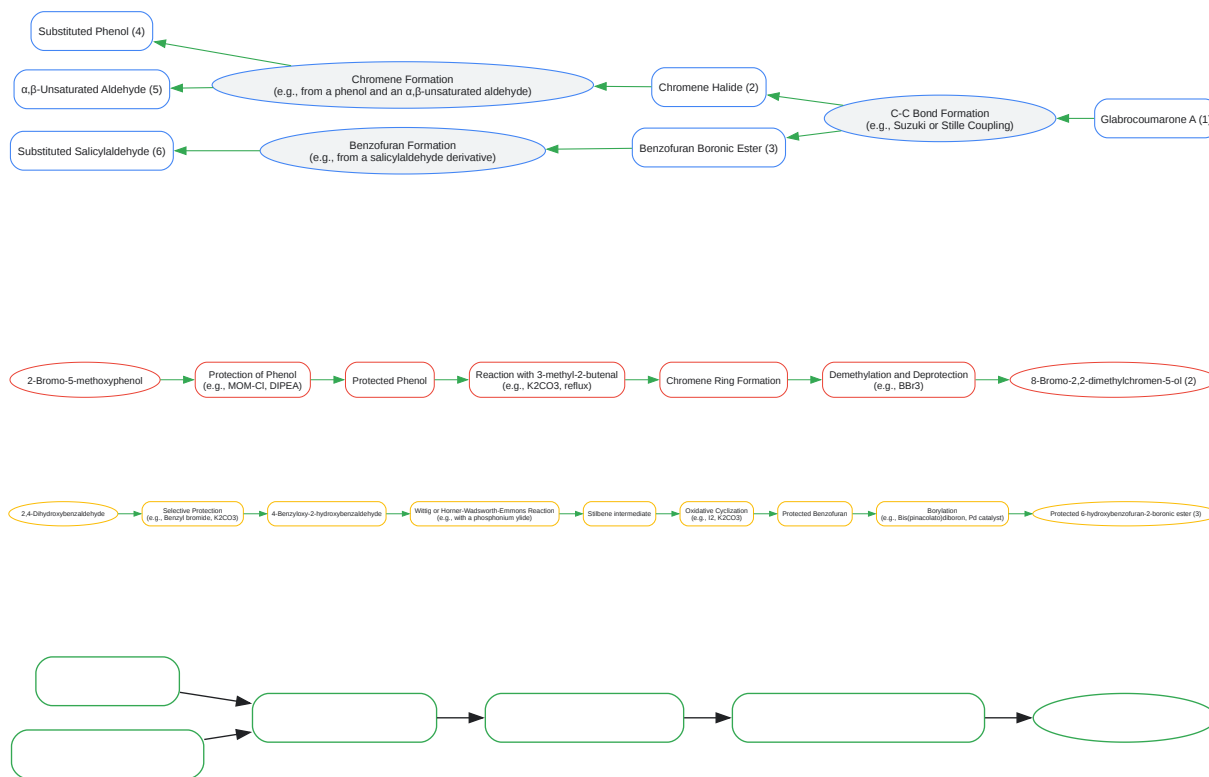 Substituted Phenol (4)
α,β-Unsaturated Aldehyde (5)
Substituted Salicylaldehyde (6)
Chromene Formation
(e.g., from a phenol and an α,β-unsaturated aldehyde)
Benzofuran Formation
(e.g., from a salicylaldehyde derivative)
Chromene Halide (2)
Benzofuran Boronic Ester (3)
C-C Bond Formation
(e.g., Suzuki or Stille Coupling)
Glabrocoumarone A (1)
2-Bromo-5-methoxyphenol
Protection of Phenol
(e.g., MOM-Cl, DIPEA)
Protected Phenol
Reaction with 3-methyl-2-butenal
(e.g., K2CO3, reflux)
Chromene Ring Formation
Demethylation and Deprotection
(e.g., BBr3)
8-Bromo-2,2-dimethylchromen-5-ol (2)
2,4-Dihydroxybenzaldehyde
Selective Protection
(e.g., Benzyl bromide, K2CO3)
4-Benzyloxy-2-hydroxybenzaldehyde
Wittig or Horner-Wadsworth-Emmons Reaction
(e.g., with a phosphonium ylide)
Stilbene intermediate
Oxidative Cyclization
(e.g., I2, K2CO3)
Protected Benzofuran
Borylation
(e.g., Bis(pinacolato)diboron, Pd catalyst)
Protected 6-hydroxybenzofuran-2-boronic ester (3)